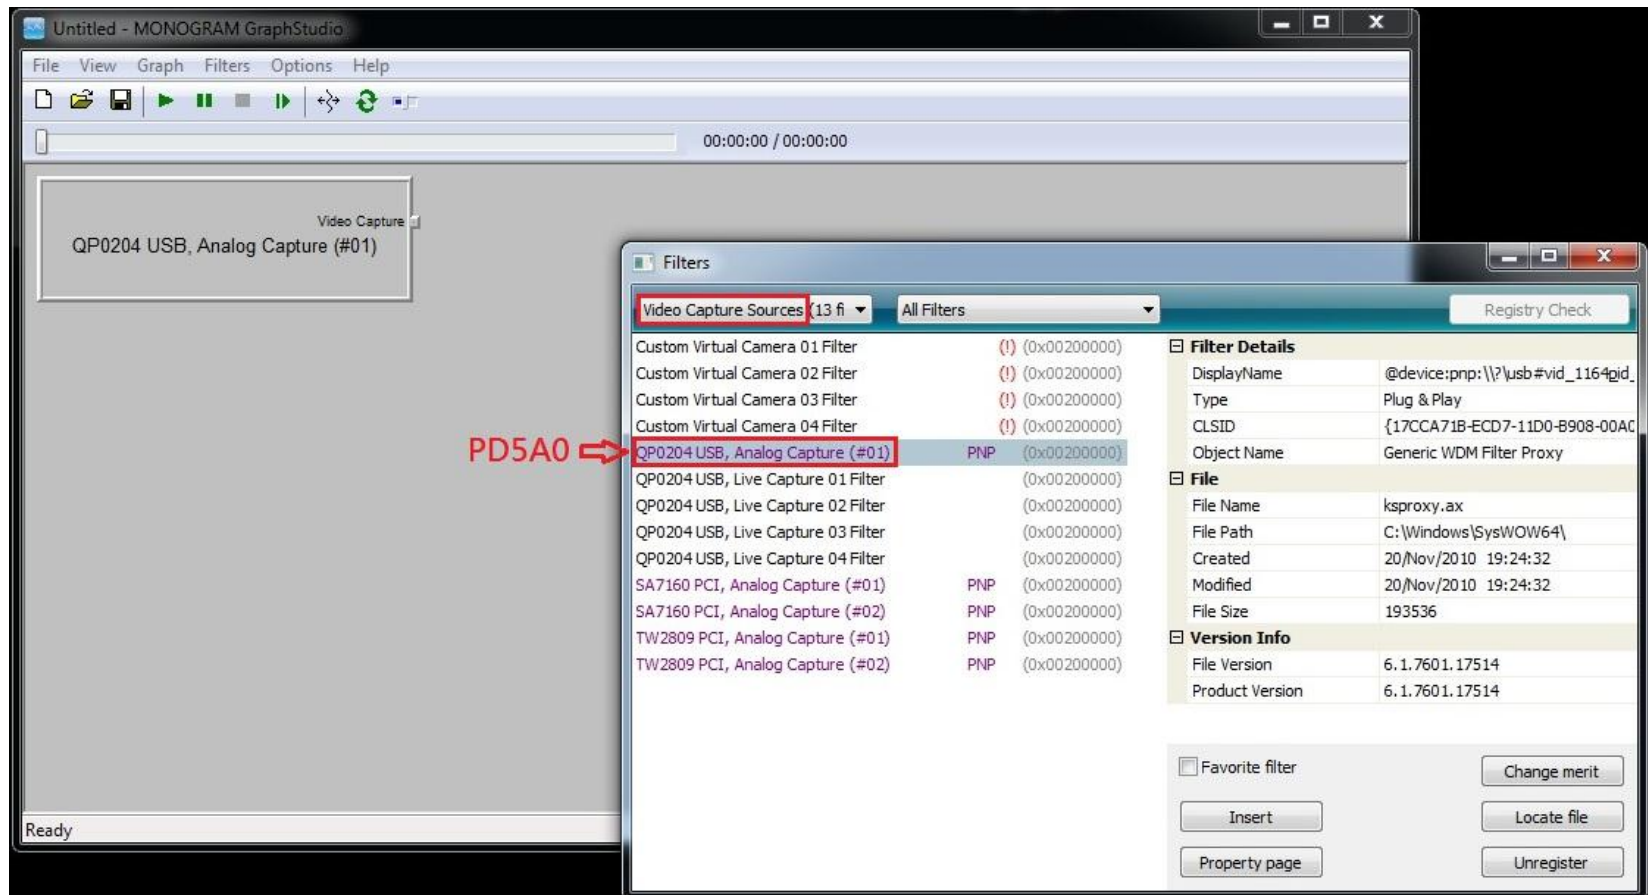 Untitled - MONOGRAM GraphStudio
File View Graph Filters Options Help
00:00:00 / 00:00:00
Video Capture
QP0204 USB, Analog Capture (#01)
Ready
PD5A0
Filters
Video Capture Sources (13 fi
All Filters
Registry Check
Custom Virtual Camera 01 Filter (!) (0x00200000)
Custom Virtual Camera 02 Filter (!) (0x00200000)
Custom Virtual Camera 03 Filter (!) (0x00200000)
Custom Virtual Camera 04 Filter (!) (0x00200000)
QP0204 USB, Analog Capture (#01) PNP (0x00200000)
QP0204 USB, Live Capture 01 Filter (0x00200000)
QP0204 USB, Live Capture 02 Filter (0x00200000)
QP0204 USB, Live Capture 03 Filter (0x00200000)
QP0204 USB, Live Capture 04 Filter (0x00200000)
SA7160 PCI, Analog Capture (#01) PNP (0x00200000)
SA7160 PCI, Analog Capture (#02) PNP (0x00200000)
TW2809 PCI, Analog Capture (#01) PNP (0x00200000)
TW2809 PCI, Analog Capture (#02) PNP (0x00200000)
Filter Details
DisplayName @device:pnp:\\?\usb#vid_1164pid_
Type Plug & Play
CLSID {17CCA71B-ECD7-11D0-B908-00A0
Object Name Generic WDM Filter Proxy
File
File Name ksproxy.ax
File Path C:\Windows\SysWOW64\
Created 20/Nov/2010 19:24:32
Modified 20/Nov/2010 19:24:32
File Size 193536
Version Info
File Version 6.1.7601.17514
Product Version 6.1.7601.17514
Favorite filter
Change merit
Insert
Locate file
Property page
Unregister